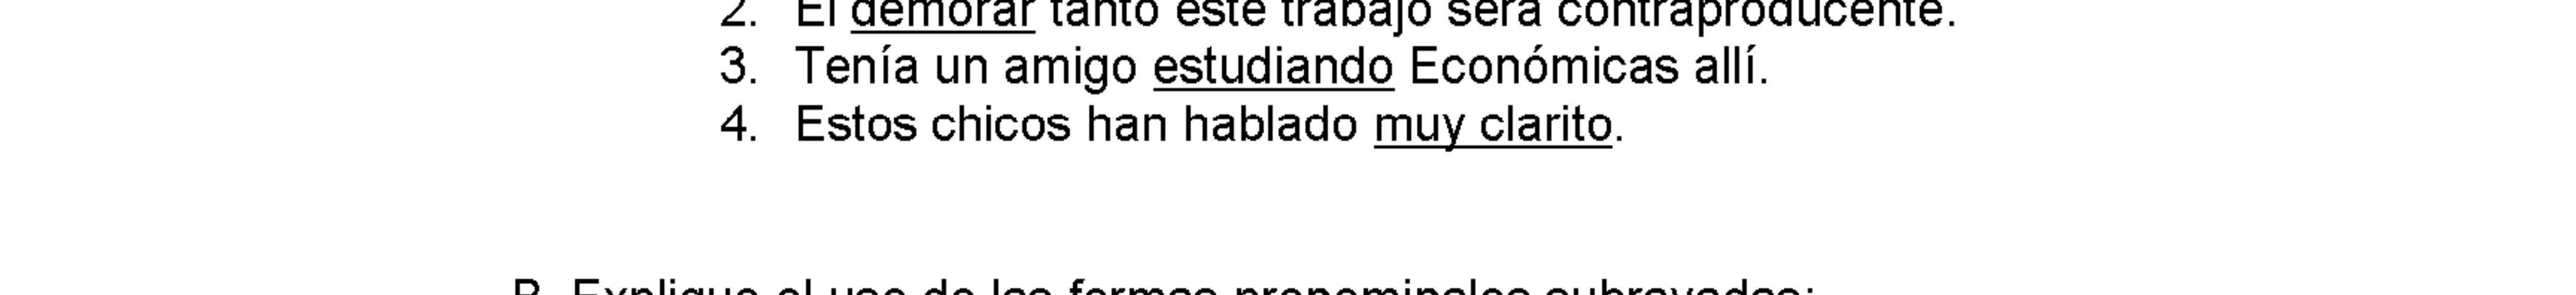 2. El demorar tanto este trabajo será contraproducente.
3. Tenía un amigo estudiando Económicas allí.
4. Estos chicos han hablado muy clarito.
B. Explique el uso de las formas pronominales subrayadas: